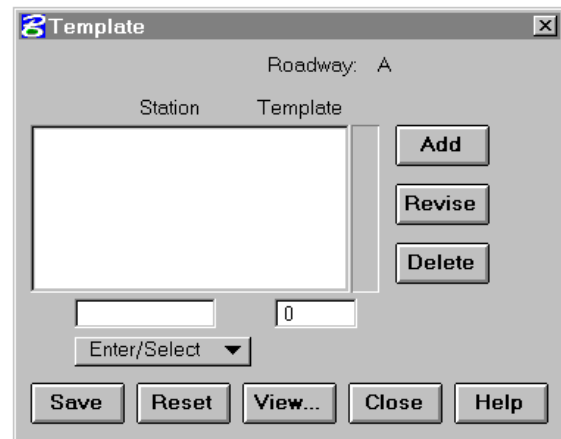 Template
Roadway: A
Station Template
Add
Revise
Delete
0
Enter/Select
Save Reset View... Close Help